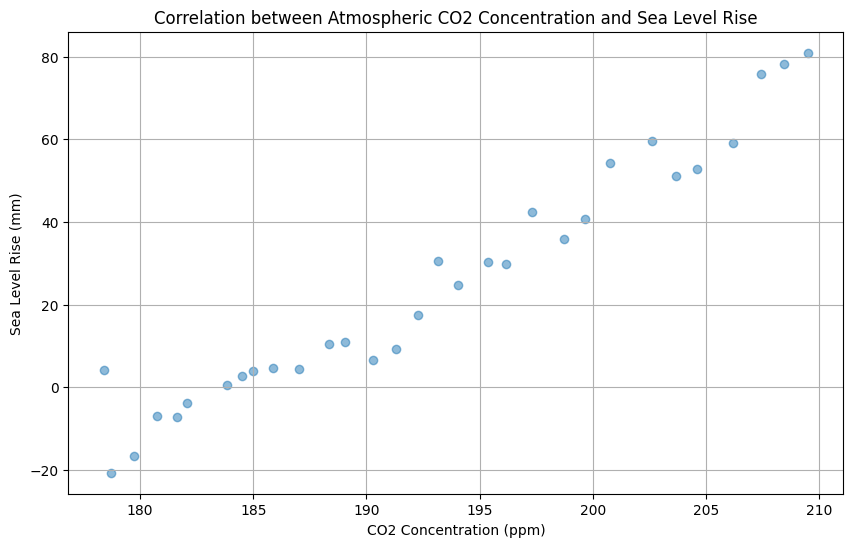 Correlation between Atmospheric CO2 Concentration and Sea Level Rise
80
60
40
20
0
−20
Sea Level Rise (mm)
180 185 190 195 200 205 210
CO2 Concentration (ppm)